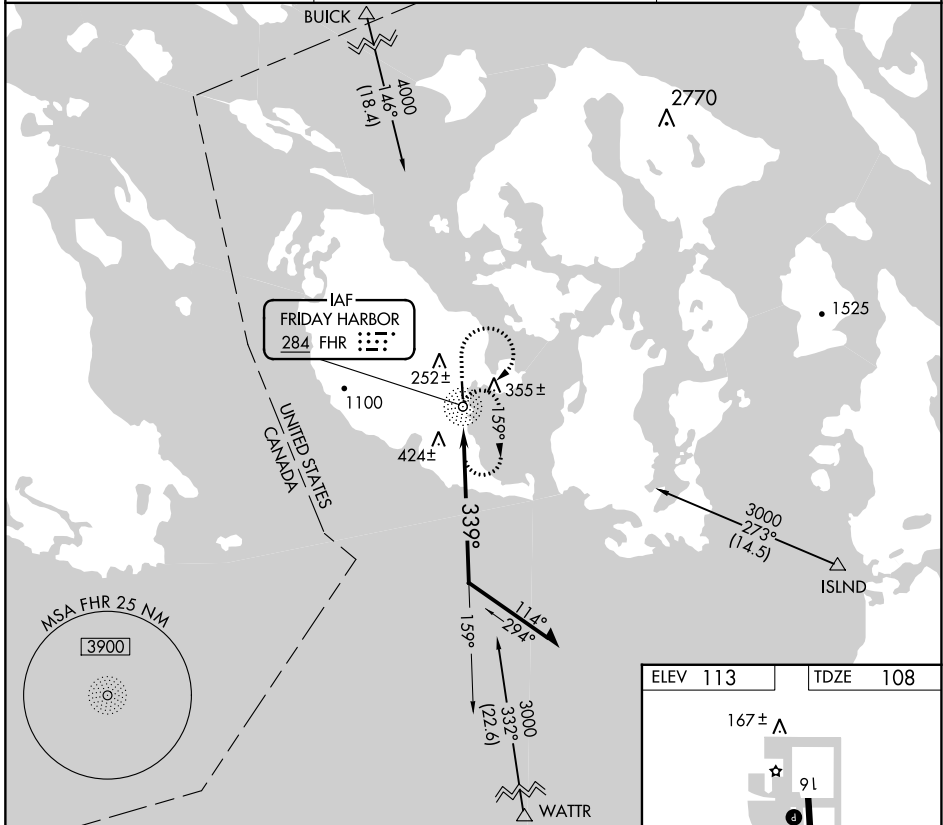 BUICK
4000
146°
(18.4)
2770
1525
IAF
FRIDAY HARBOR
284 FHR
252±
355±
1100
159°
424±
UNITED STATES
CANADA
339°
3000
273°
(14.5)
ISLND
MSA FHR 25 NM
3900
114°
294°
159°
3000
332°
(22.6)
WATTR
ELEV 113
TDZE 108
167±
16
P